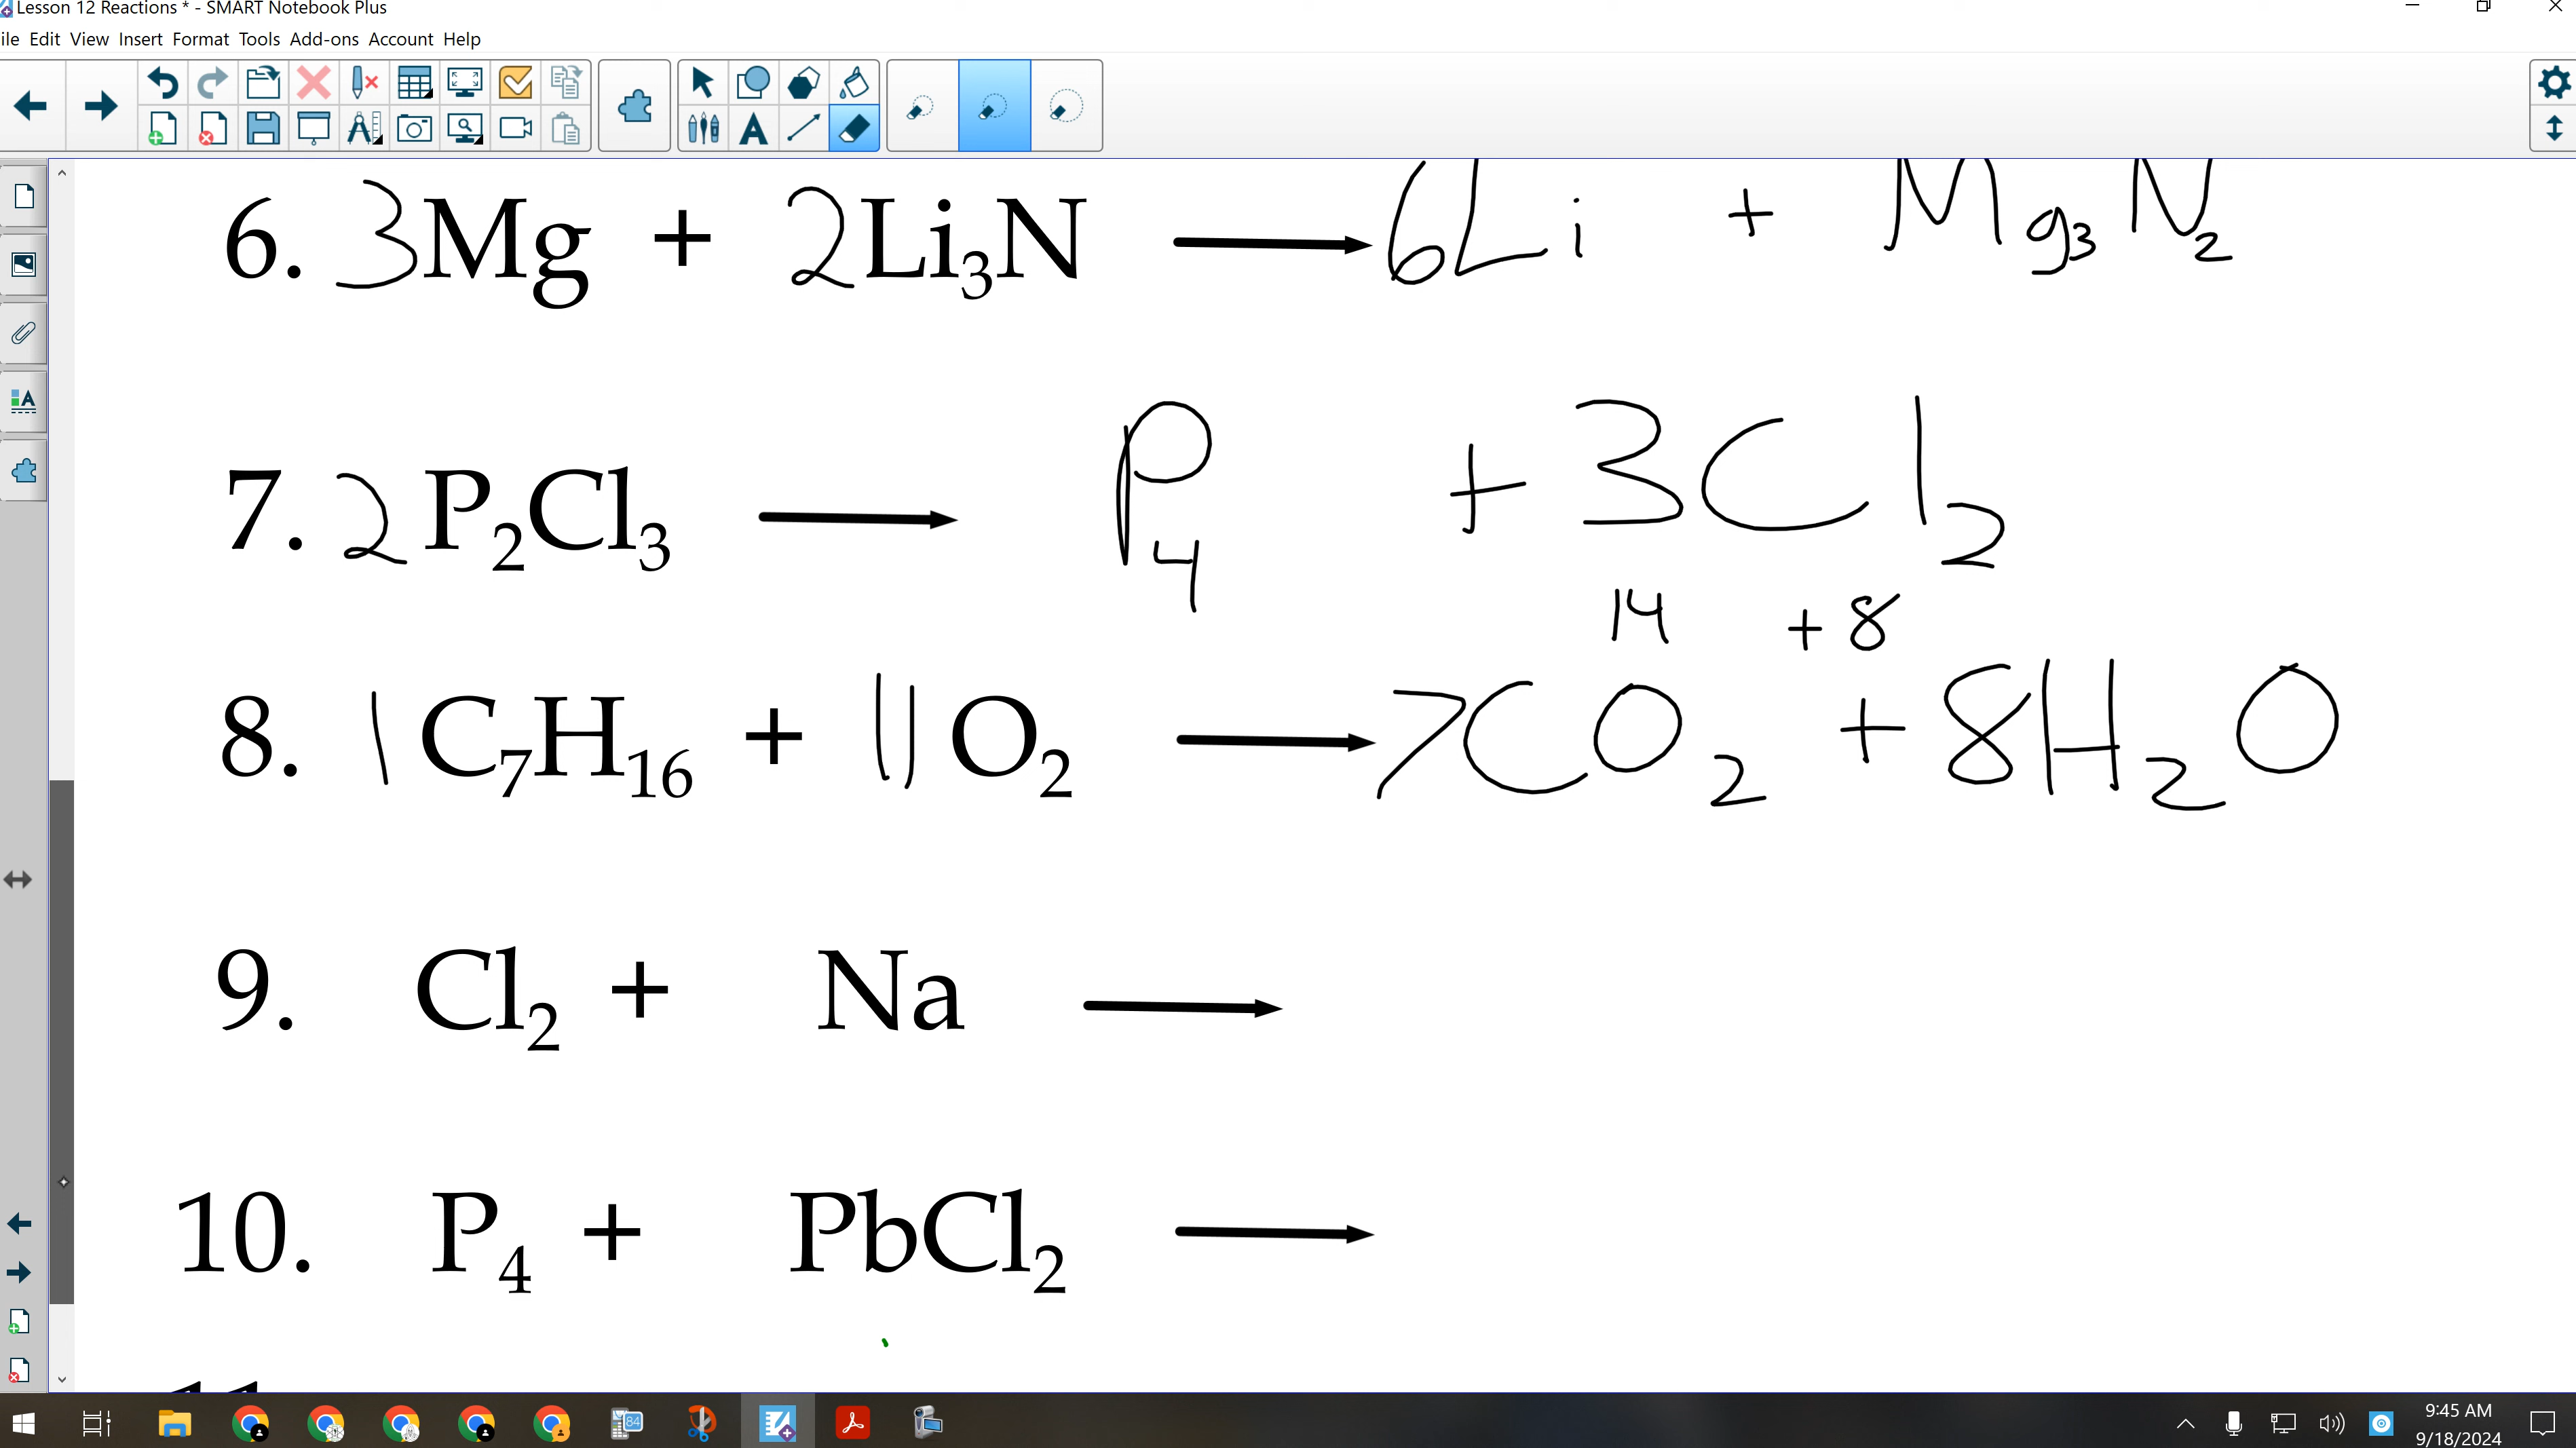 Lesson 12 Reactions * - SMART Notebook Plus
ile Edit View Insert Format Tools Add-ons Account Help
6. 3Mg + 2Li₃N ⟶ 6Li + Mg₃N₂
7. 2P₂Cl₃ ⟶ P₄ + 3Cl₂
14 + 8
8. 1C₇H₁₆ + 11O₂ ⟶ 7CO₂ + 8H₂O
9. Cl₂ + Na ⟶
10. P₄ + PbCl₂ ⟶
84
9:45 AM
9/18/2024